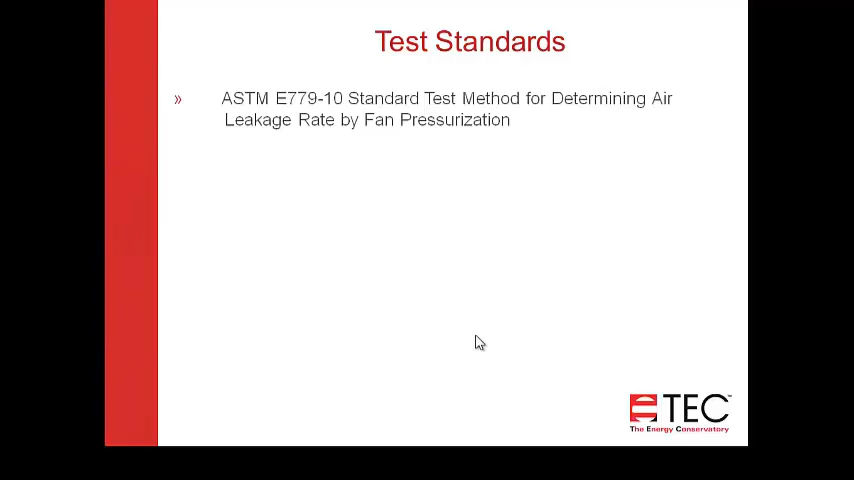 Test Standards
» ASTM E779-10 Standard Test Method for Determining Air
Leakage Rate by Fan Pressurization
TEC™
The Energy Conservatory